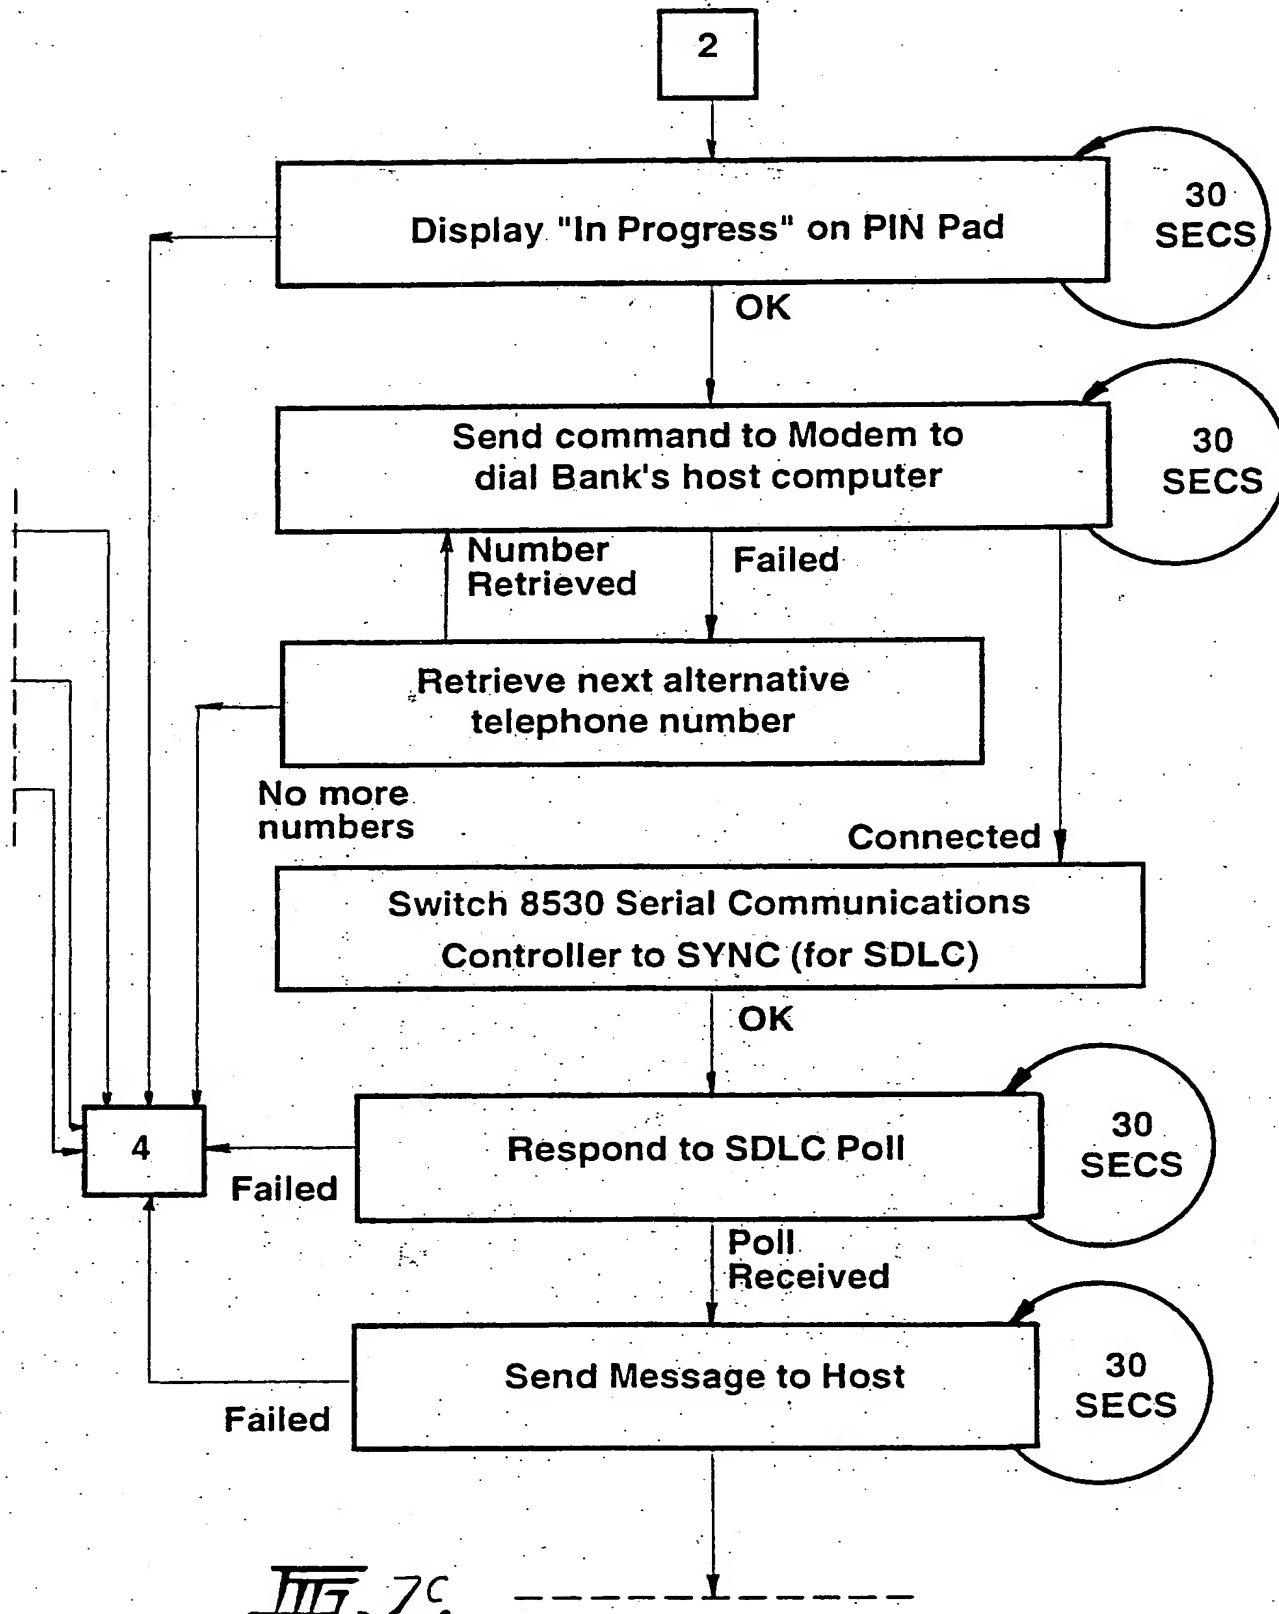 2
Display "In Progress" on PIN Pad
30
SECS
OK
Send command to Modem to
dial Bank's host computer
30
SECS
Number
Retrieved
Failed
Retrieve next alternative
telephone number
No more
numbers
Connected
Switch 8530 Serial Communications
Controller to SYNC (for SDLC)
OK
4
Respond to SDLC Poll
30
SECS
Failed
Poll
Received
Send Message to Host
30
SECS
Failed
FIG. 7c.